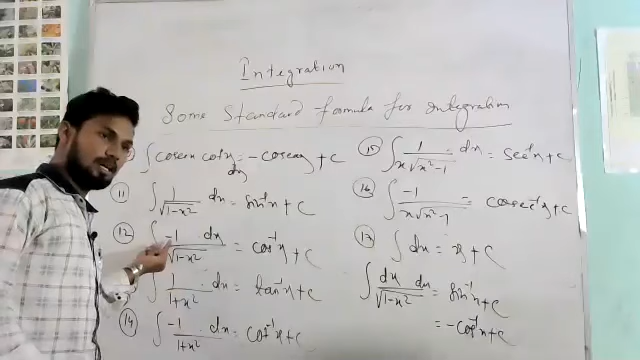 Integration
Some Standard formula for Integration
∫ cosecx cotx dx = -cosecx + c
⑪ ∫ 1/√(1-x²) dx = sin⁻¹x + c
⑫ ∫ -1/√(1-x²) dx = cos⁻¹x + c
∫ 1/(1+x²) dx = tan⁻¹x + c
⑭ ∫ -1/(1+x²) dx = cot⁻¹x + c
⑮ ∫ 1/(x√(x²-1)) dx = sec⁻¹x + c
⑯ ∫ -1/(x√(x²-1)) = cosec⁻¹x + c
⑰ ∫ dx = x + c
∫ dx/√(1-x²) dx = sin⁻¹x + c
= -cos⁻¹x + c